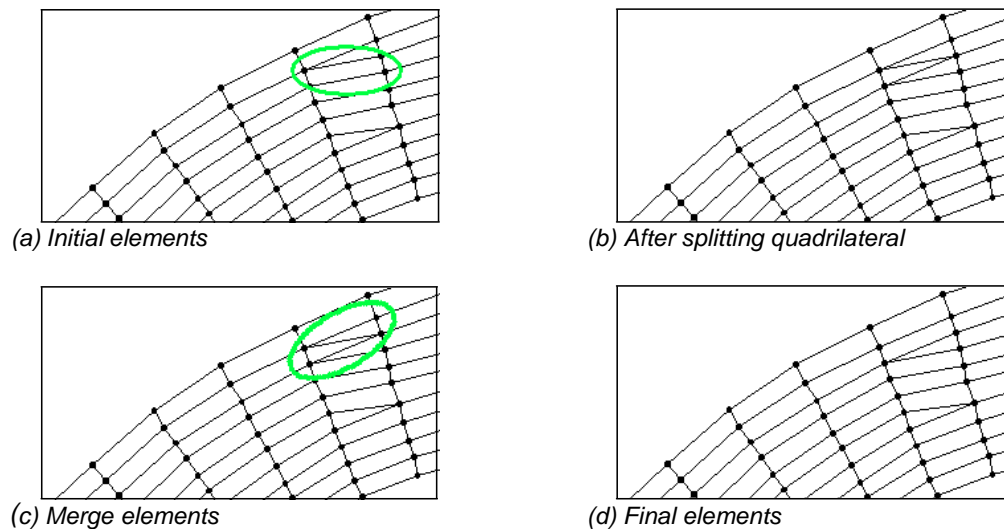 (a) Initial elements
(b) After splitting quadrilateral
(c) Merge elements
(d) Final elements